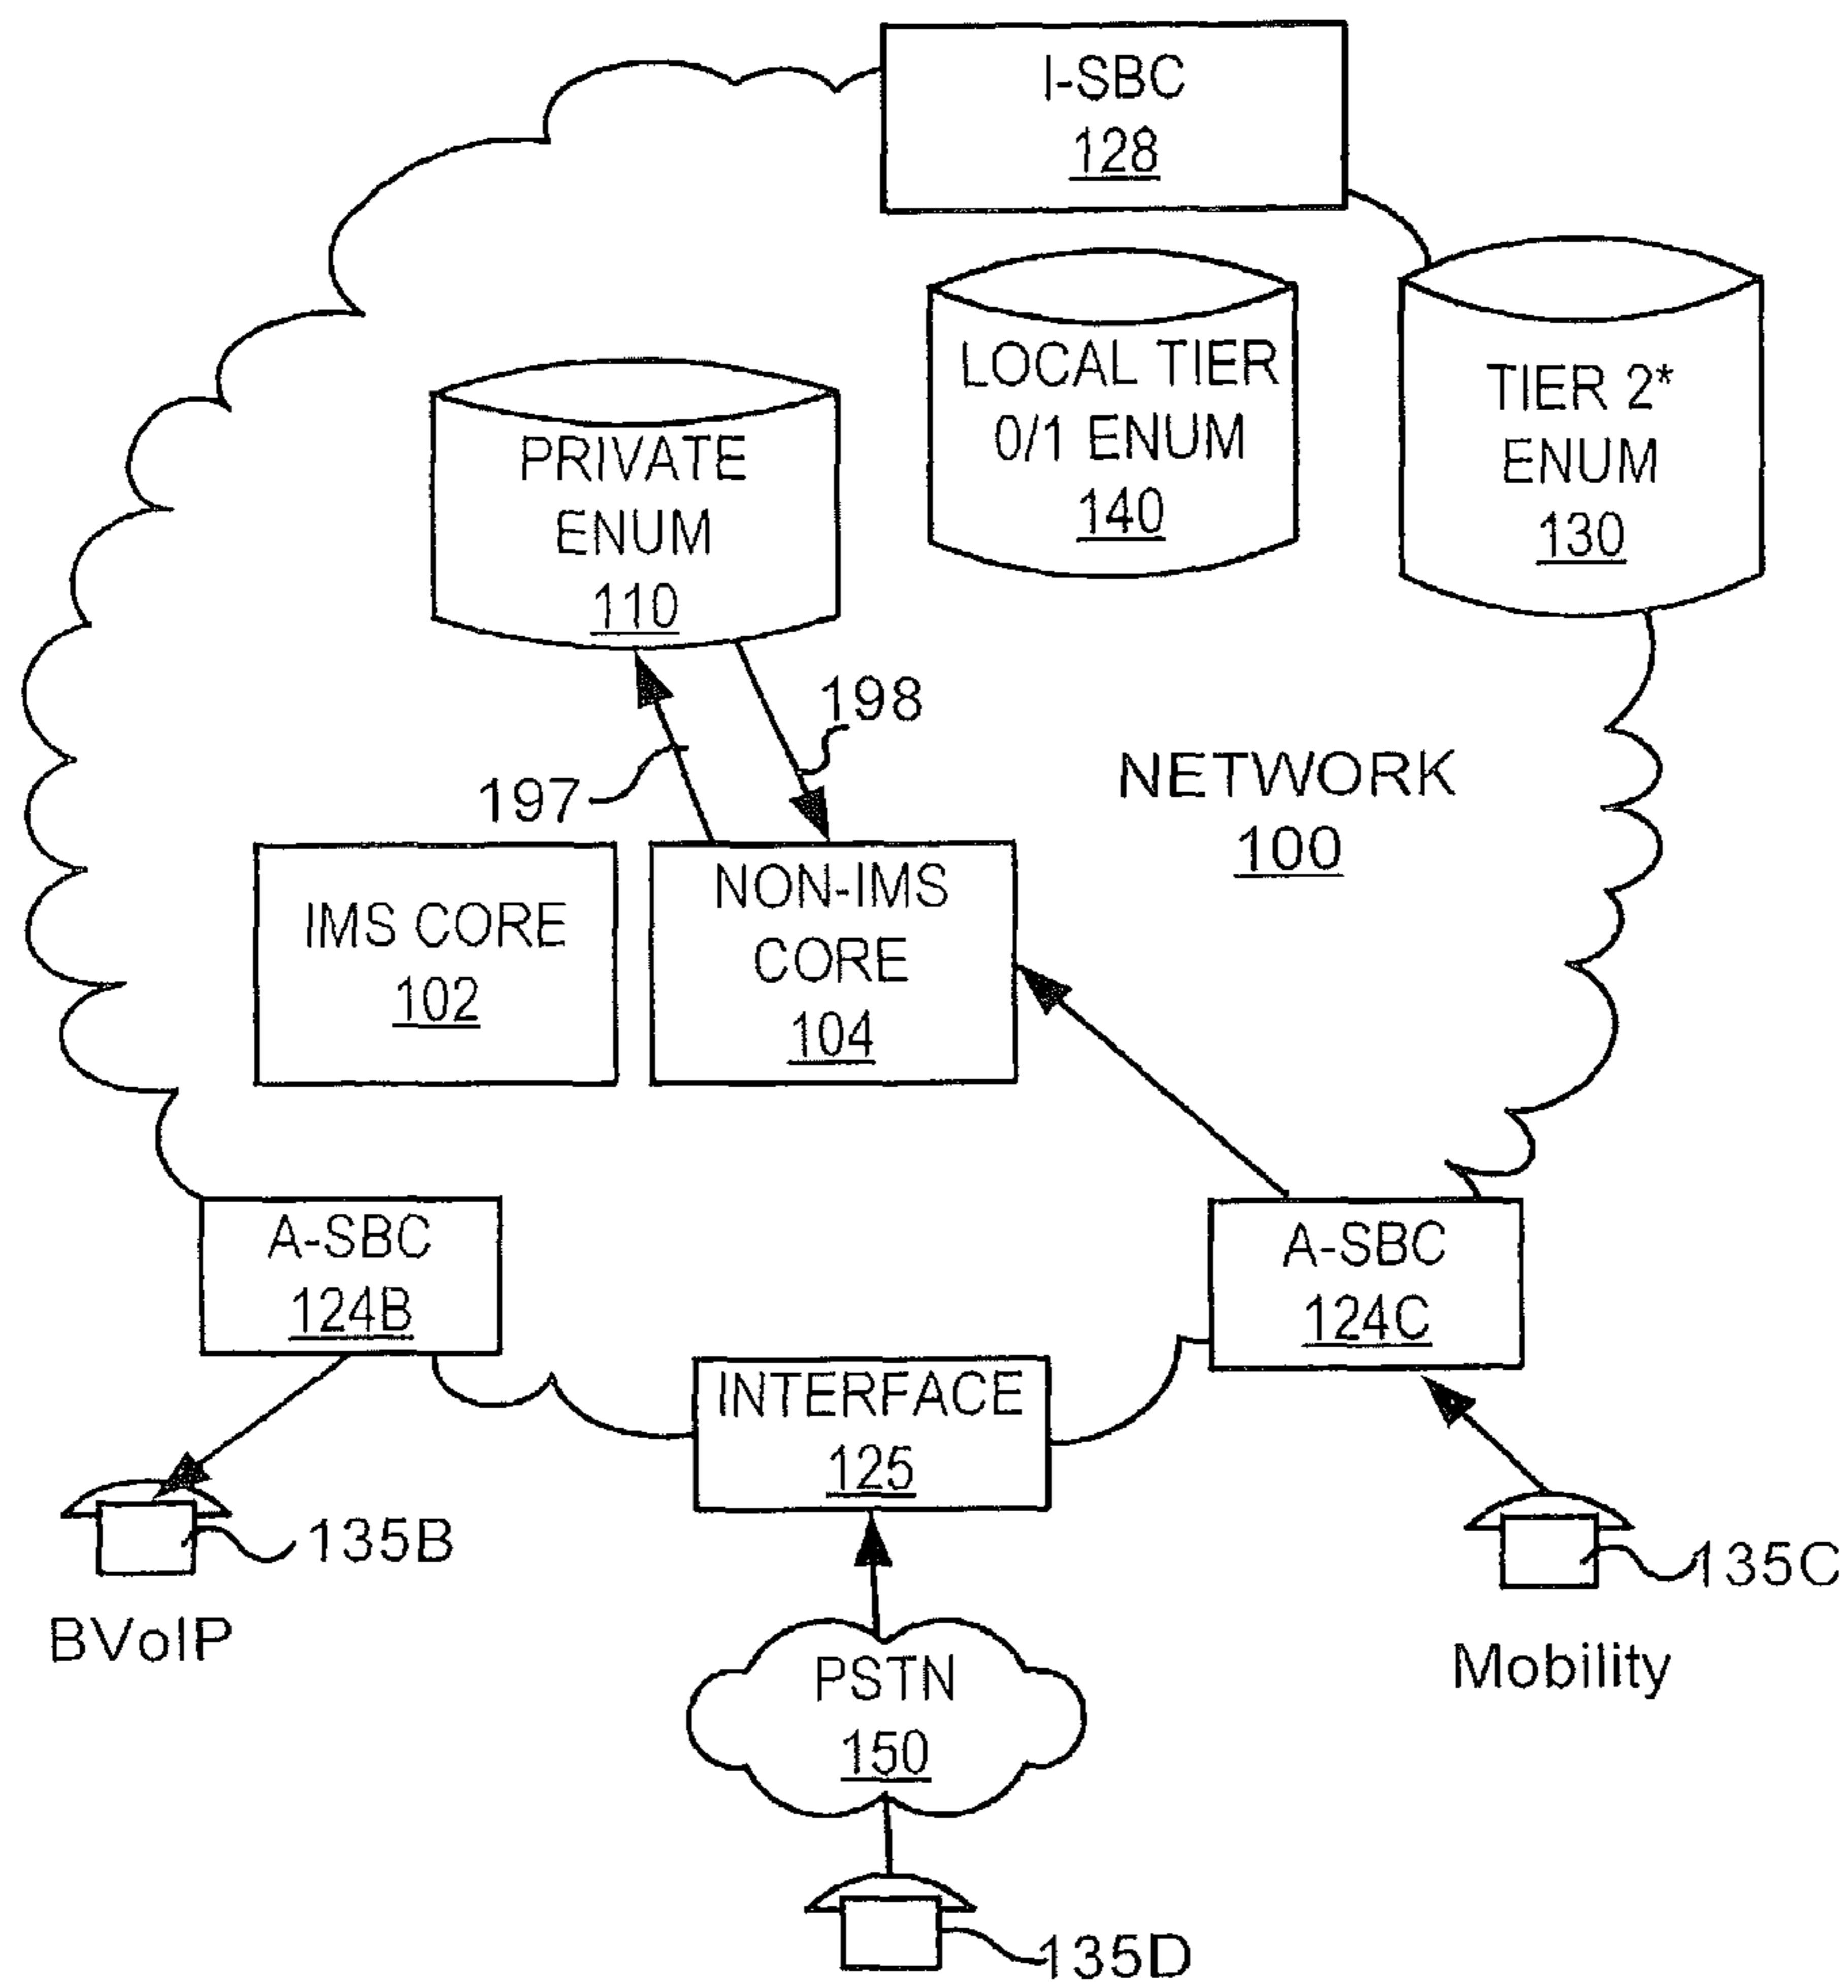 I-SBC
128
LOCAL TIER
0/1 ENUM
140
TIER 2*
ENUM
130
PRIVATE
ENUM
110
198
197
NETWORK
100
IMS CORE
102
NON-IMS
CORE
104
A-SBC
124B
A-SBC
124C
INTERFACE
125
135B
BVoIP
135C
Mobility
PSTN
150
135D